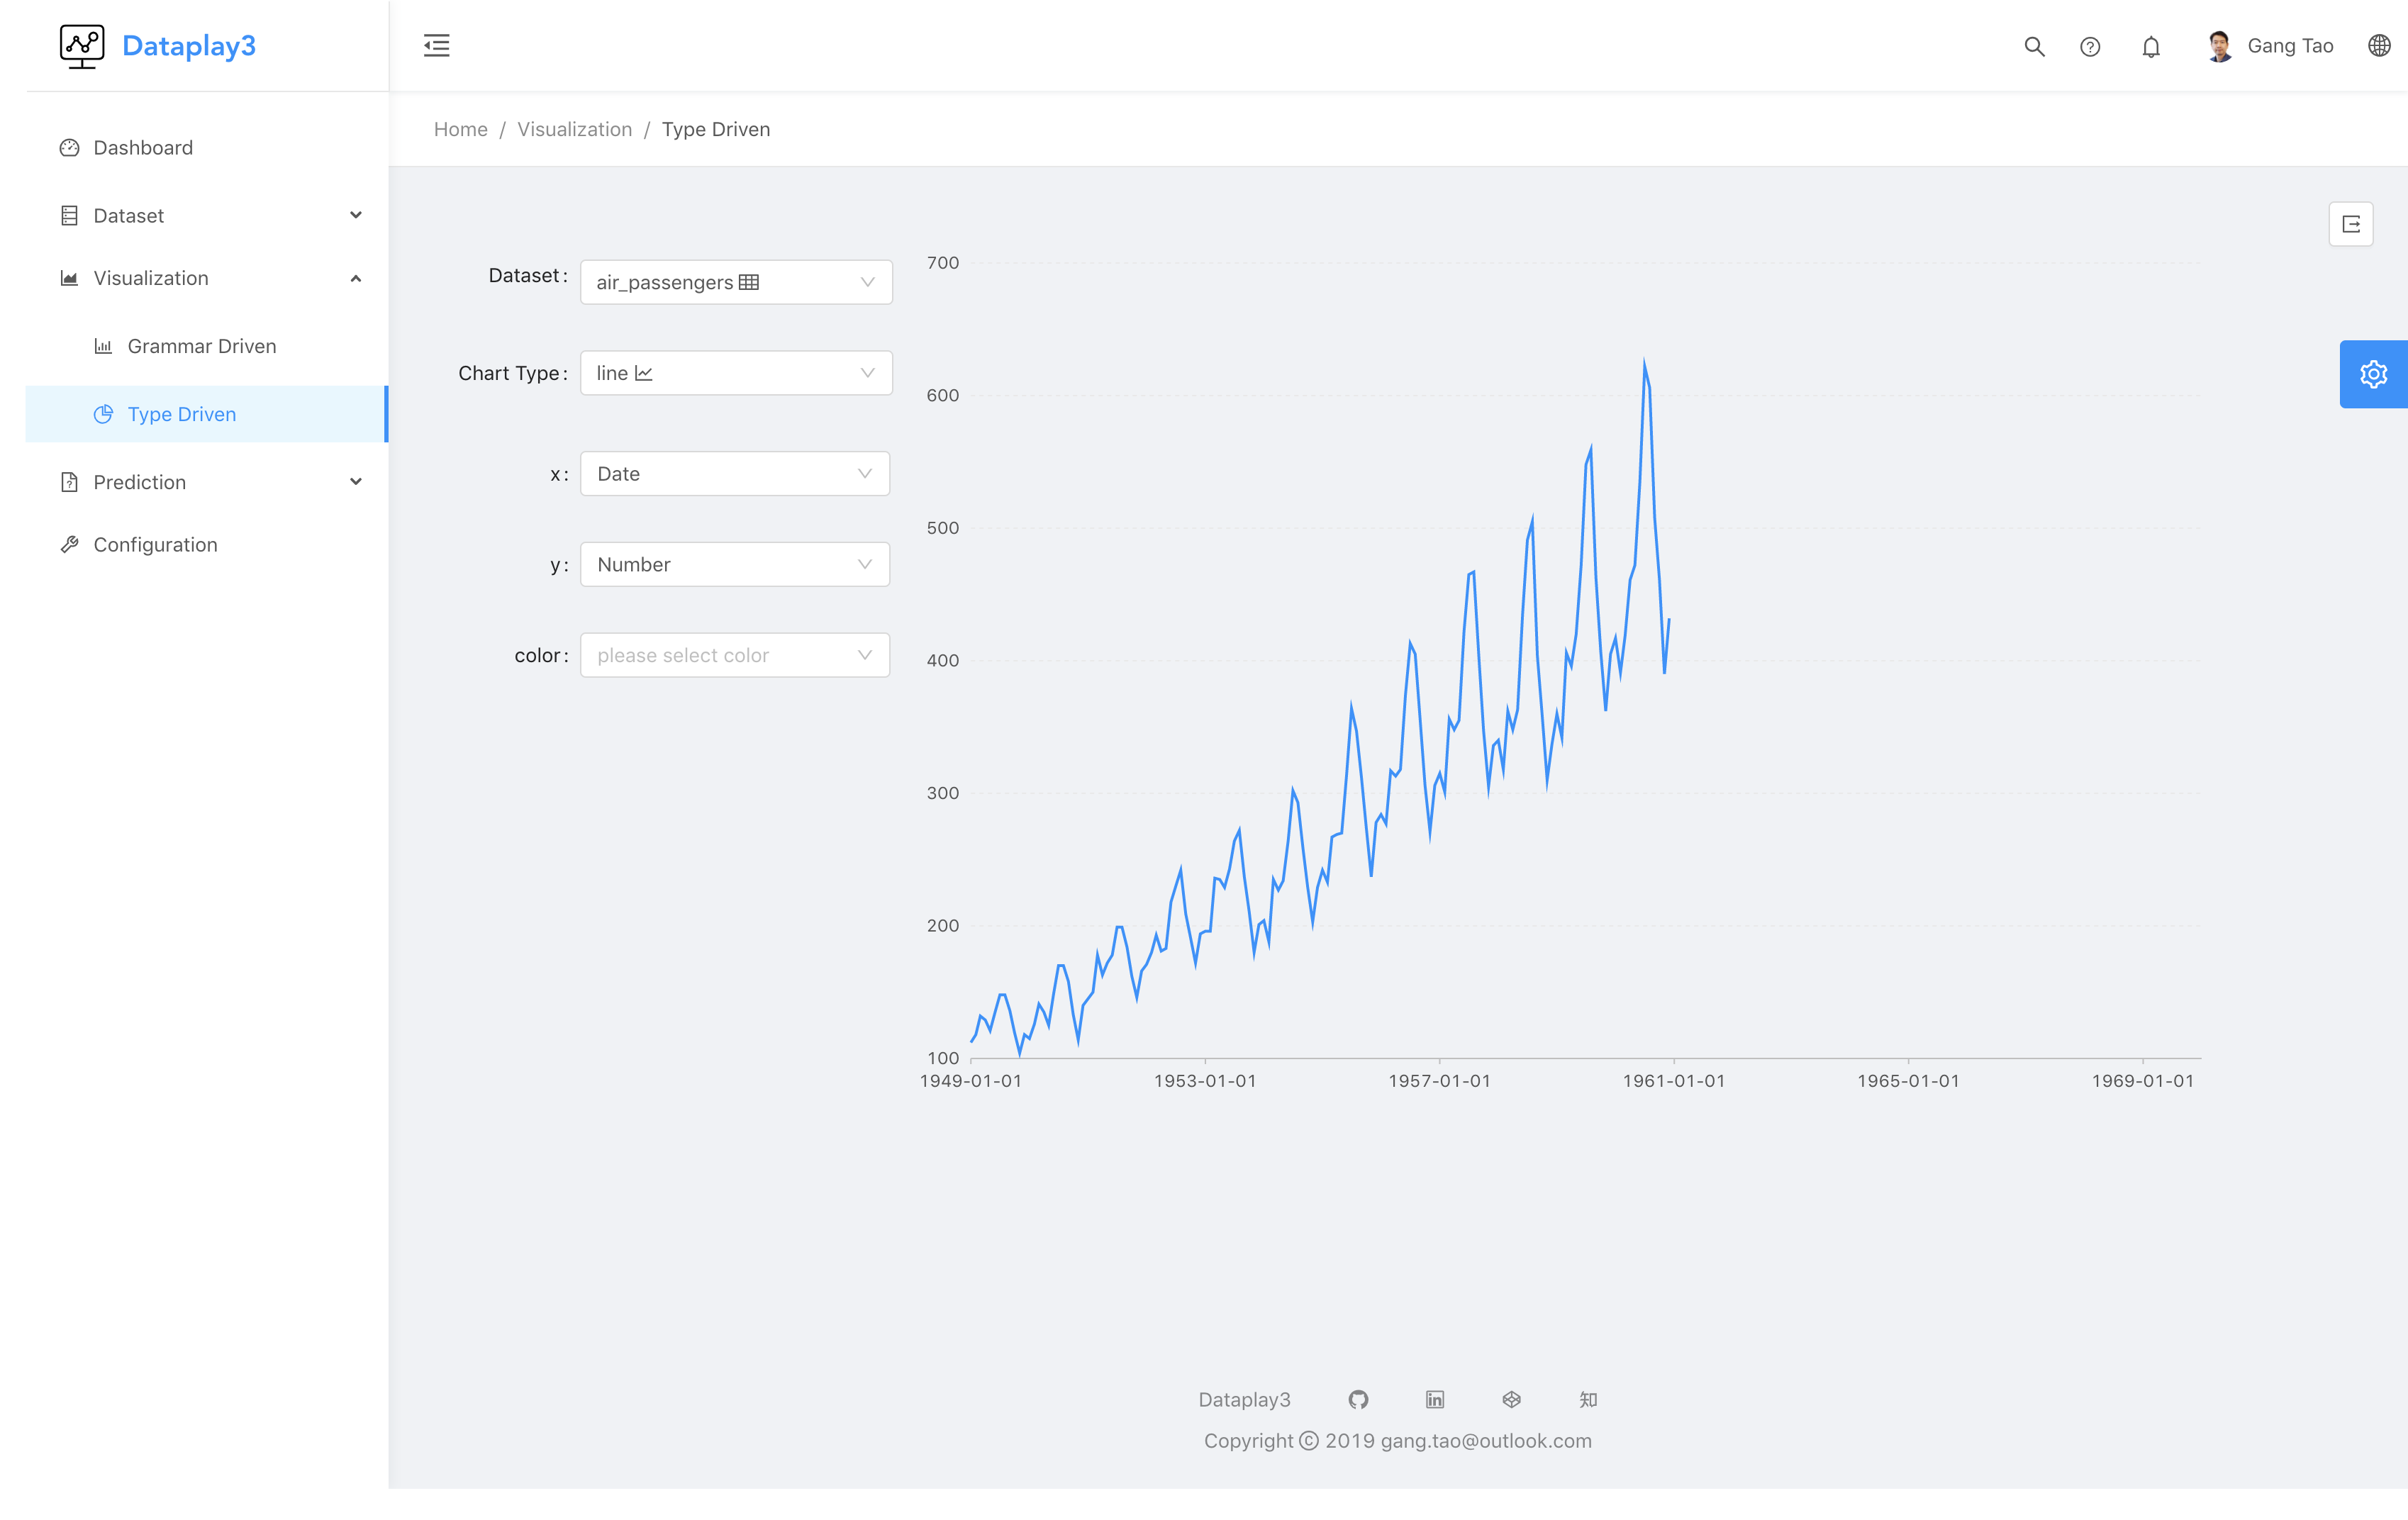 Dataplay3
Gang Tao
Dashboard
Dataset
Visualization
Grammar Driven
Type Driven
Prediction
Configuration
Home / Visualization / Type Driven
Dataset :
air_passengers
Chart Type :
line
x :
Date
y :
Number
color :
please select color
700
600
500
400
300
200
100
1949-01-01
1953-01-01
1957-01-01
1961-01-01
1965-01-01
1969-01-01
Dataplay3
in
知
Copyright © 2019 gang.tao@outlook.com